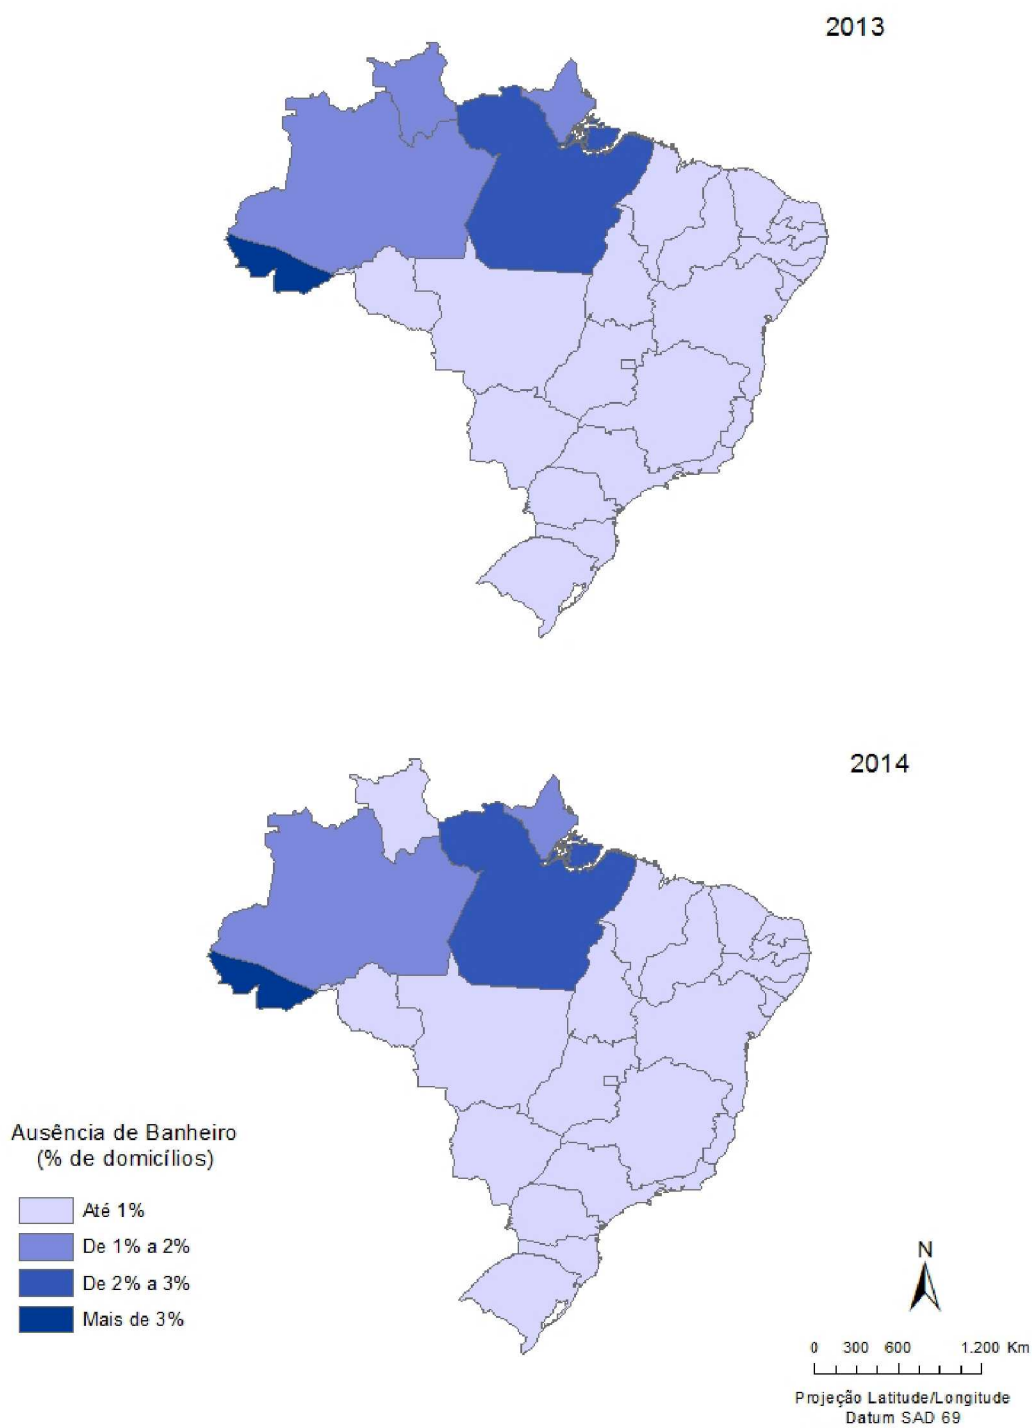 2013
2014
Ausência de Banheiro
(% de domicílios)
Até 1%
De 1% a 2%
De 2% a 3%
Mais de 3%
N
0 300 600 1.200 Km
Projeção Latitude/Longitude
Datum SAD 69